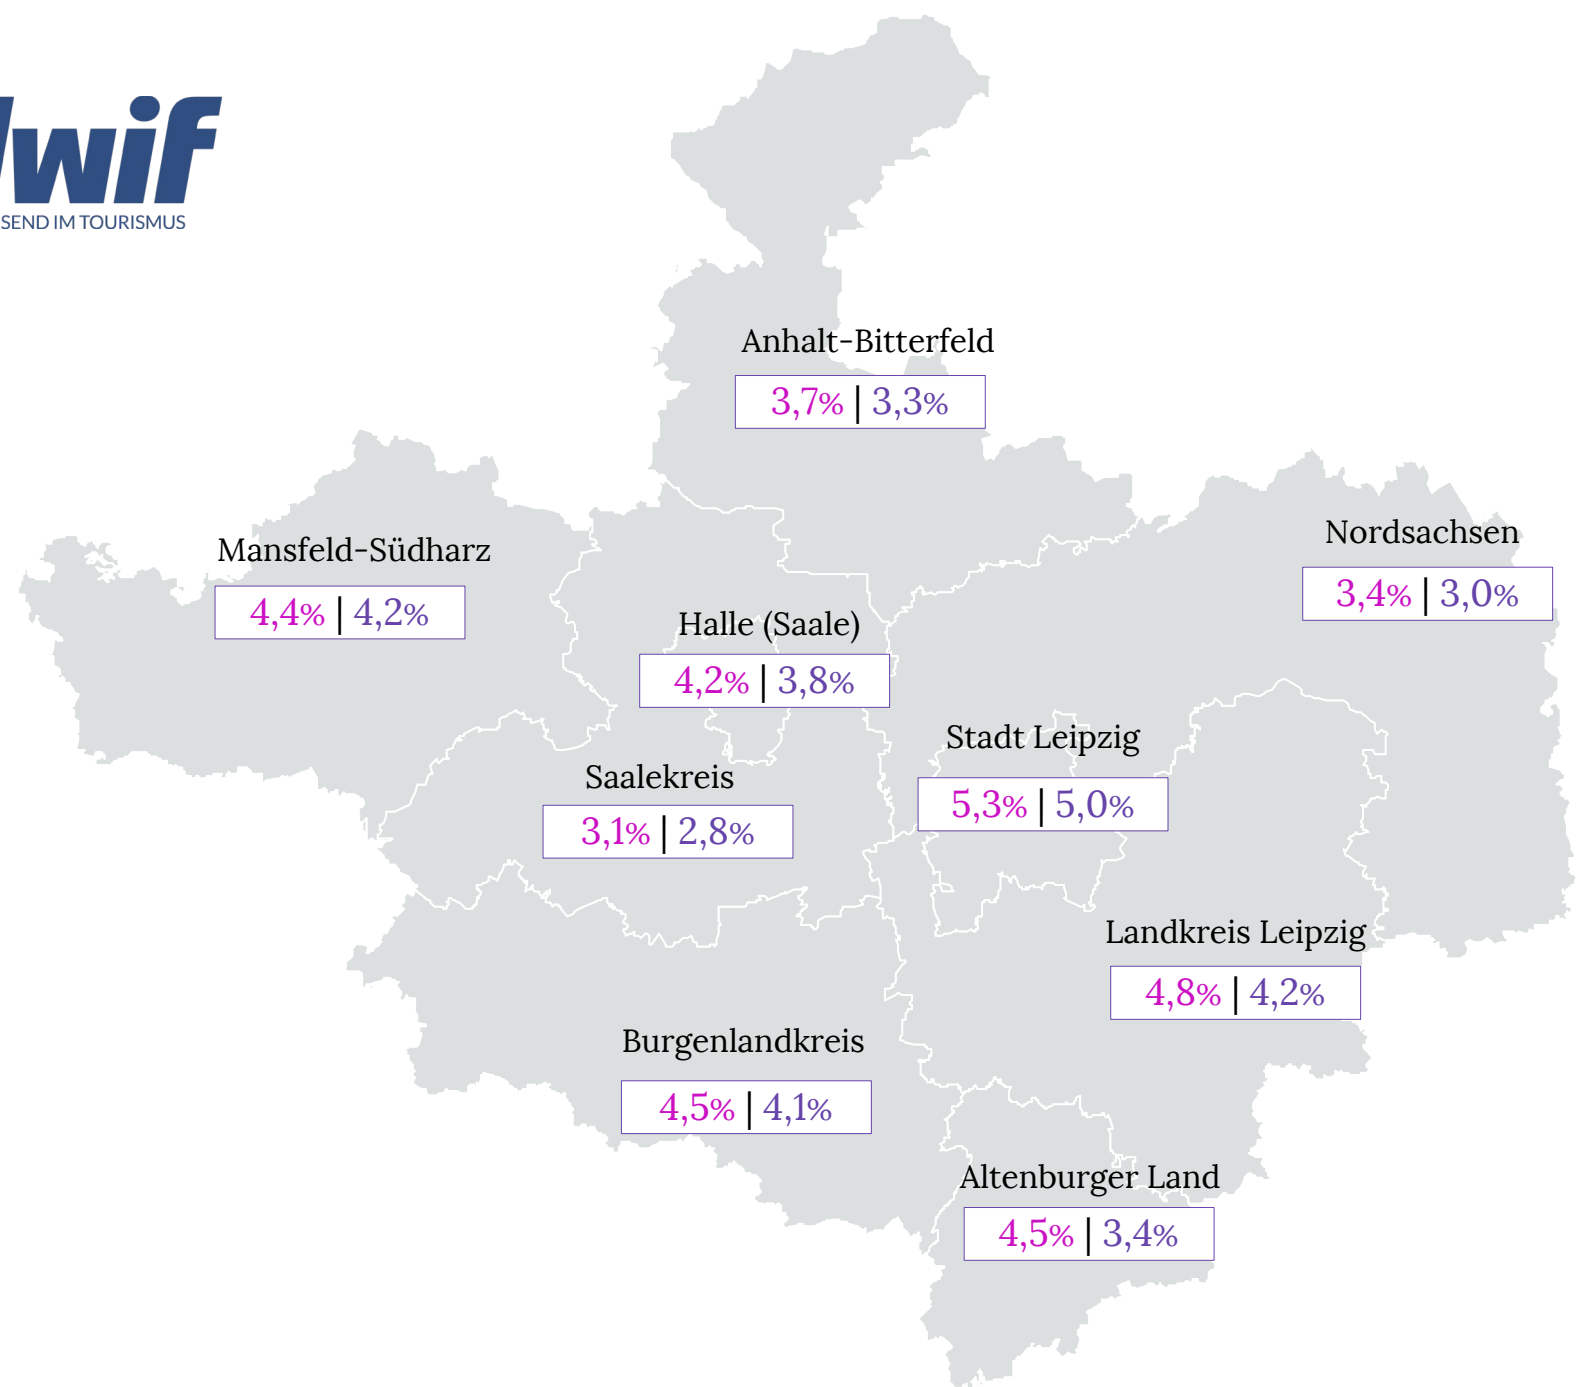 dwif
SEND IM TOURISMUS
Anhalt-Bitterfeld
3,7% | 3,3%
Nordsachsen
3,4% | 3,0%
Mansfeld-Südharz
4,4% | 4,2%
Halle (Saale)
4,2% | 3,8%
Stadt Leipzig
5,3% | 5,0%
Saalekreis
3,1% | 2,8%
Landkreis Leipzig
4,8% | 4,2%
Burgenlandkreis
4,5% | 4,1%
Altenburger Land
4,5% | 3,4%